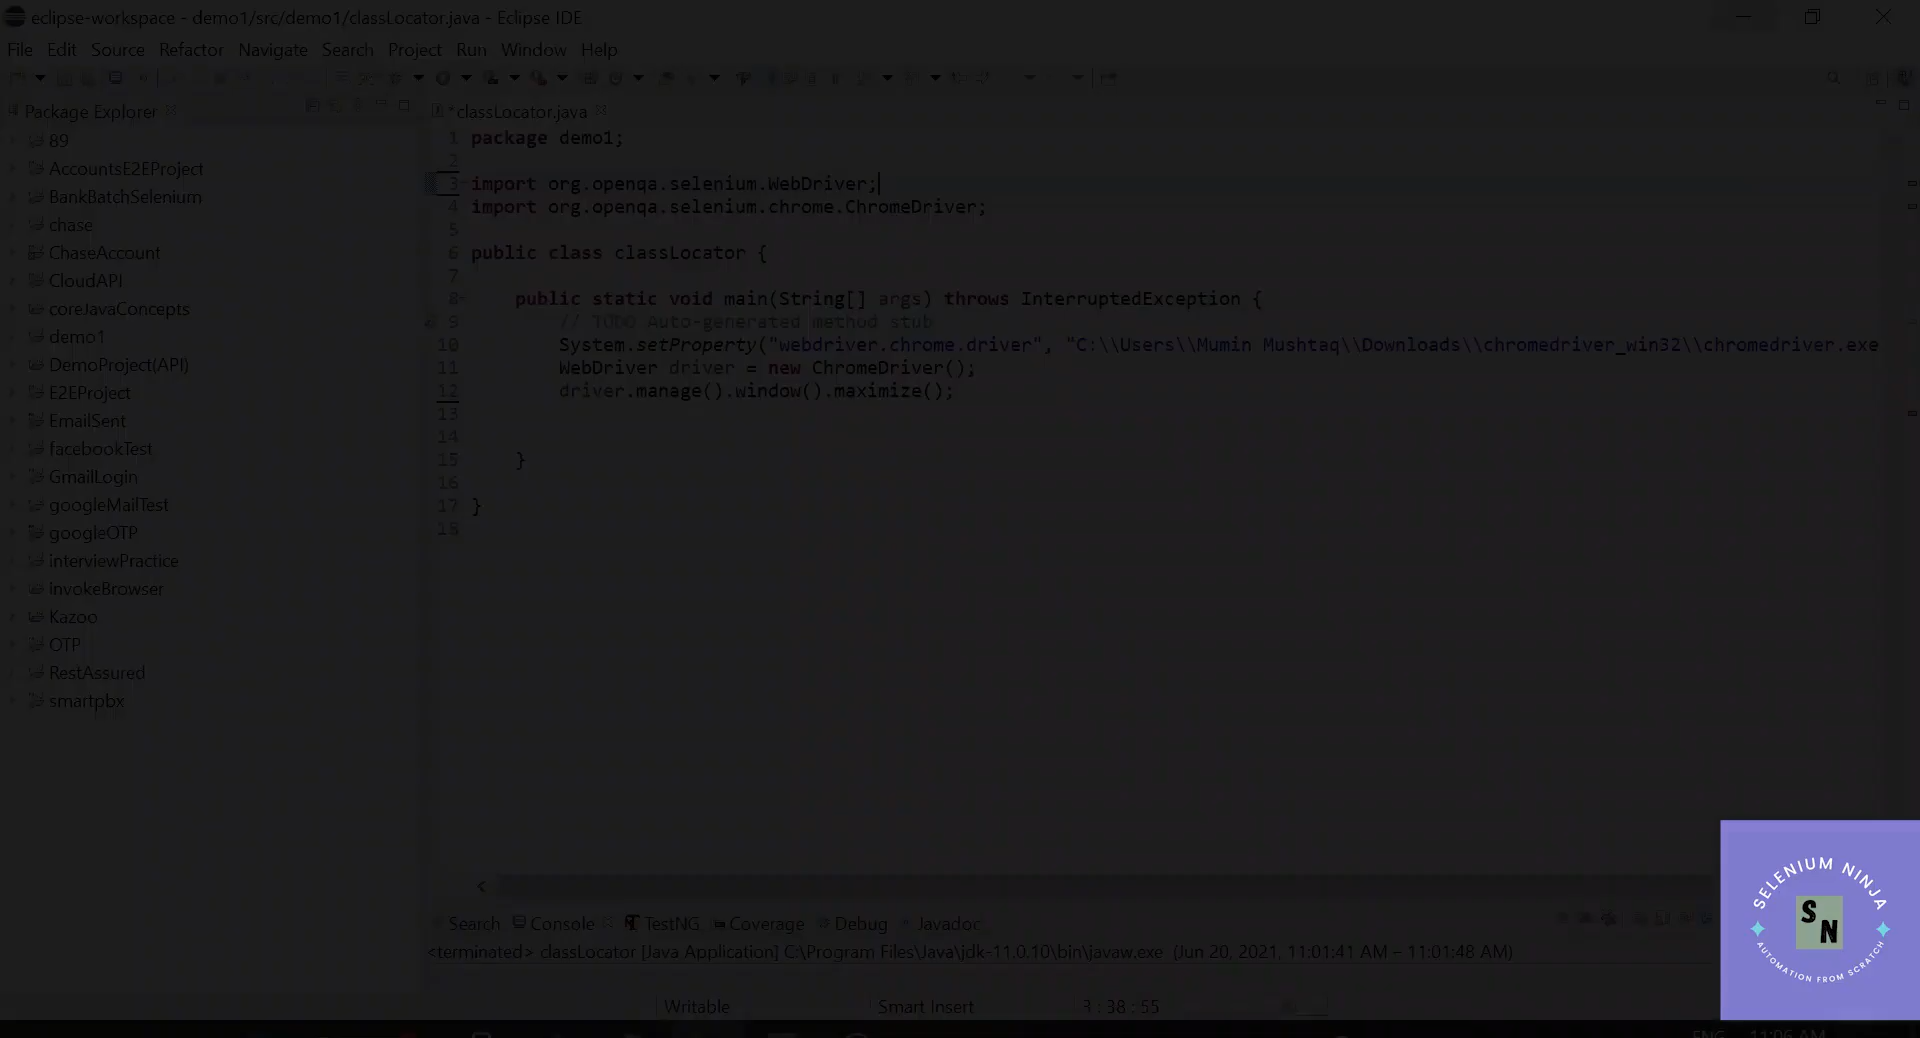 eclipse-workspace - demo1/src/demo1/classLocator.java - Eclipse IDE
File Edit Source Refactor Navigate Search Project Run Window Help
Package Explorer
89
AccountsE2EProject
BankBatchSelenium
chase
ChaseAccount
CloudAPI
coreJavaConcepts
demo1
DemoProject(API)
E2EProject
EmailSent
facebookTest
GmailLogin
googleMailTest
googleOTP
interviewPractice
invokeBrowser
Kazoo
OTP
RestAssured
smartpbx
*classLocator.java
1 package demo1;
2
3 import org.openqa.selenium.WebDriver;
4 import org.openqa.selenium.chrome.ChromeDriver;
5
6 public class classLocator {
7
8 public static void main(String[] args) throws InterruptedException {
9 // TODO Auto-generated method stub
10 System.setProperty("webdriver.chrome.driver", "C:\\Users\\Mumin Mushtaq\\Downloads\\chromedriver_win32\\chromedriver.exe
11 WebDriver driver = new ChromeDriver();
12 driver.manage().window().maximize();
13
14
15 }
16
17 }
18
Search Console TestNG Coverage Debug Javadoc
<terminated> classLocator [Java Application] C:\Program Files\Java\jdk-11.0.10\bin\javaw.exe (Jun 20, 2021, 11:01:41 AM – 11:01:48 AM)
Writable Smart Insert 3 : 38 : 55
SELENIUM NINJA
S
N
AUTOMATION FROM SCRATCH
ENG 11:06 AM